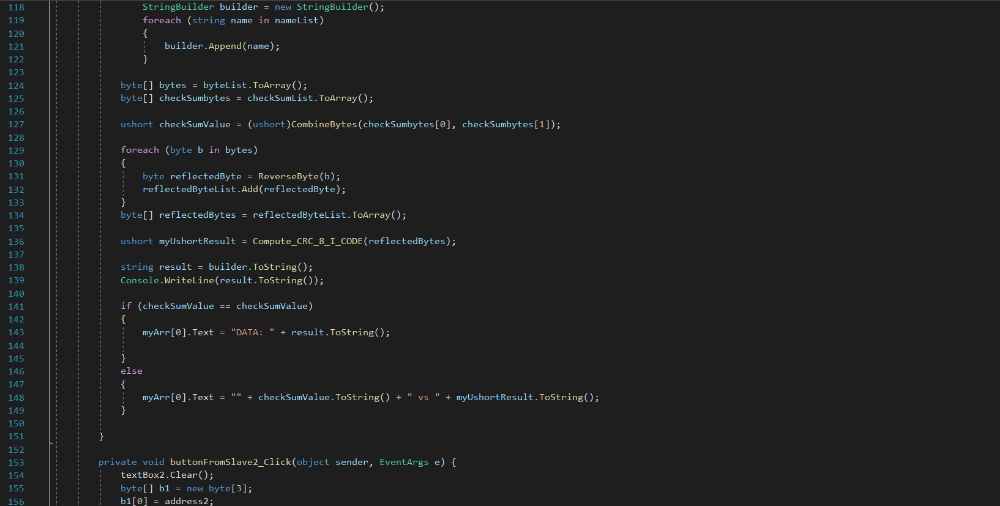 118 StringBuilder builder = new StringBuilder();
119 foreach (string name in nameList)
120 {
121 builder.Append(name);
122 }
123
124 byte[] bytes = byteList.ToArray();
125 byte[] checkSumbytes = checkSumList.ToArray();
126
127 ushort checkSumValue = (ushort)CombineBytes(checkSumbytes[0], checkSumbytes[1]);
128
129 foreach (byte b in bytes)
130 {
131 byte reflectedByte = ReverseByte(b);
132 reflectedByteList.Add(reflectedByte);
133 }
134 byte[] reflectedBytes = reflectedByteList.ToArray();
135
136 ushort myUshortResult = Compute_CRC_8_I_CODE(reflectedBytes);
137
138 string result = builder.ToString();
139 Console.WriteLine(result.ToString());
140
141 if (checkSumValue == checkSumValue)
142 {
143 myArr[0].Text = "DATA: " + result.ToString();
144
145 }
146 else
147 {
148 myArr[0].Text = "" + checkSumValue.ToString() + " vs " + myUshortResult.ToString();
149 }
150
151 }
152
153 private void buttonFromSlave2_Click(object sender, EventArgs e) {
154 textBox2.Clear();
155 byte[] b1 = new byte[3];
156 b1[0] = address2;